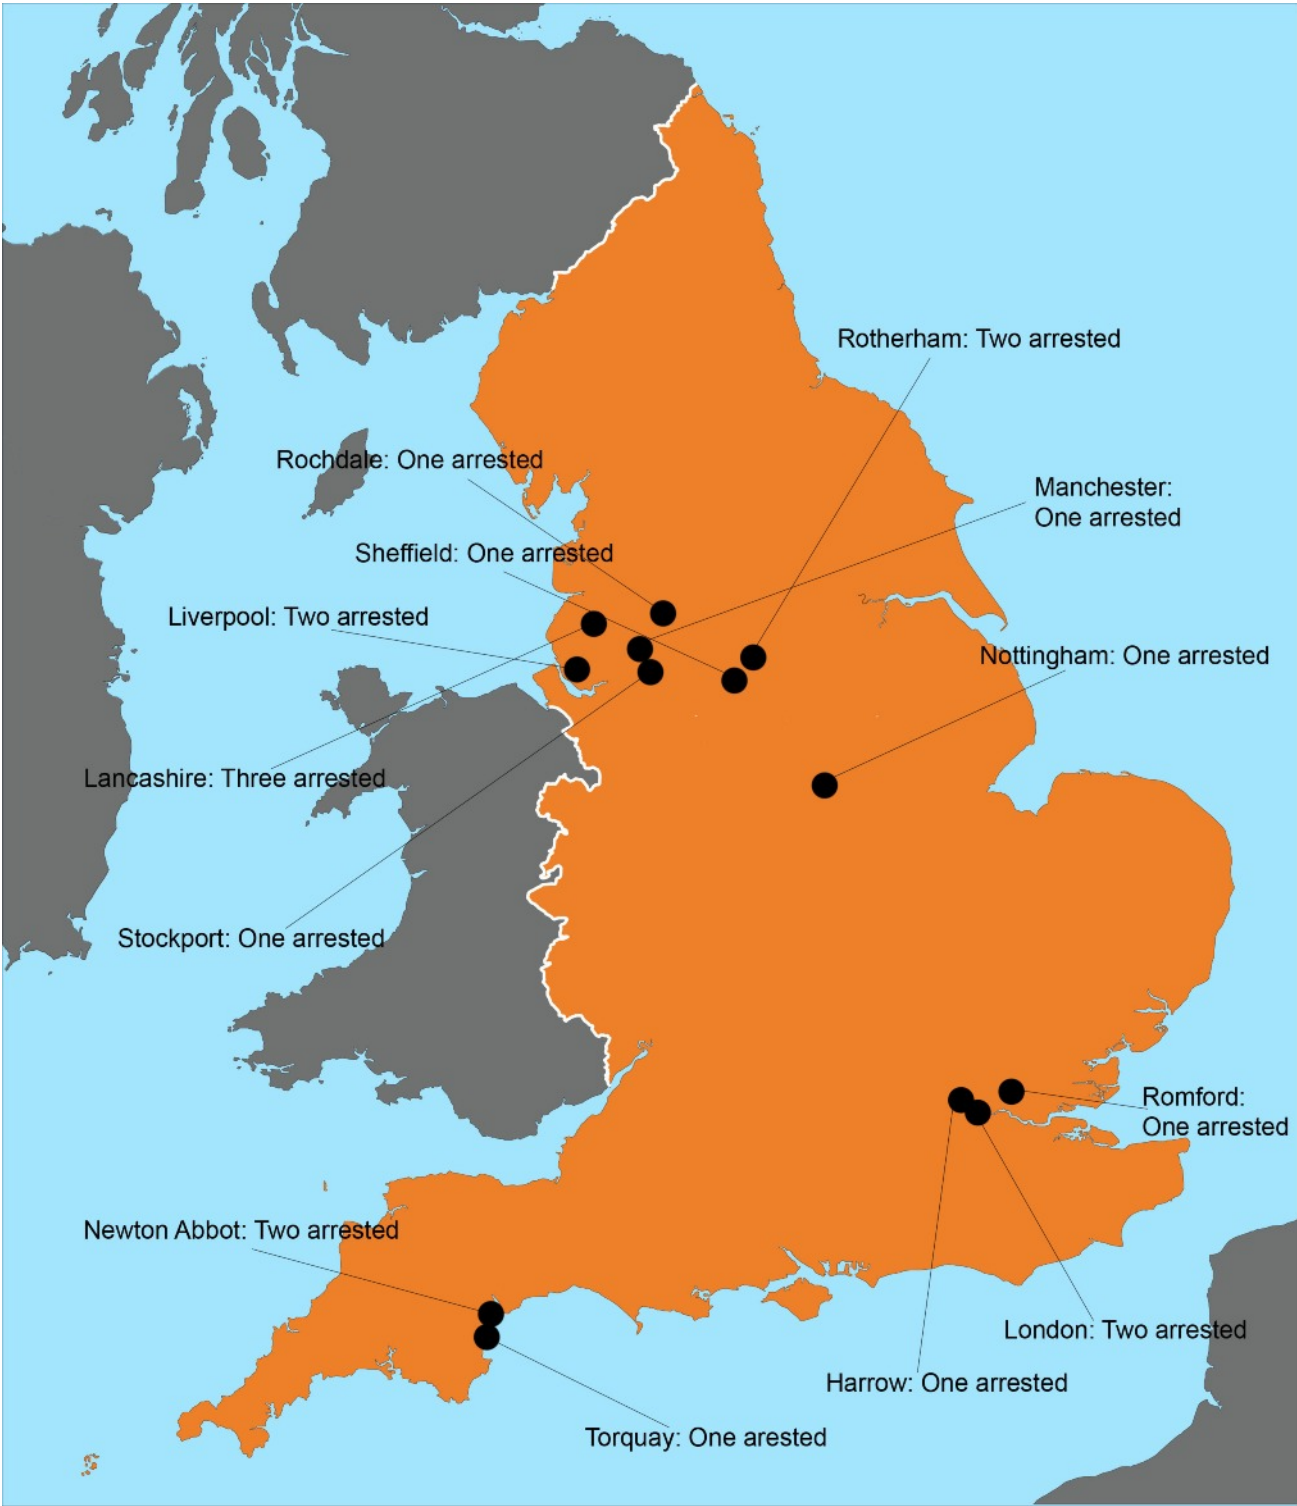 Rotherham: Two arrested
Rochdale: One arrested
Manchester:
One arrested
Sheffield: One arrested
Liverpool: Two arrested
Nottingham: One arrested
Lancashire: Three arrested
Stockport: One arrested
Romford:
One arrested
Newton Abbot: Two arrested
London: Two arrested
Harrow: One arrested
Torquay: One arested